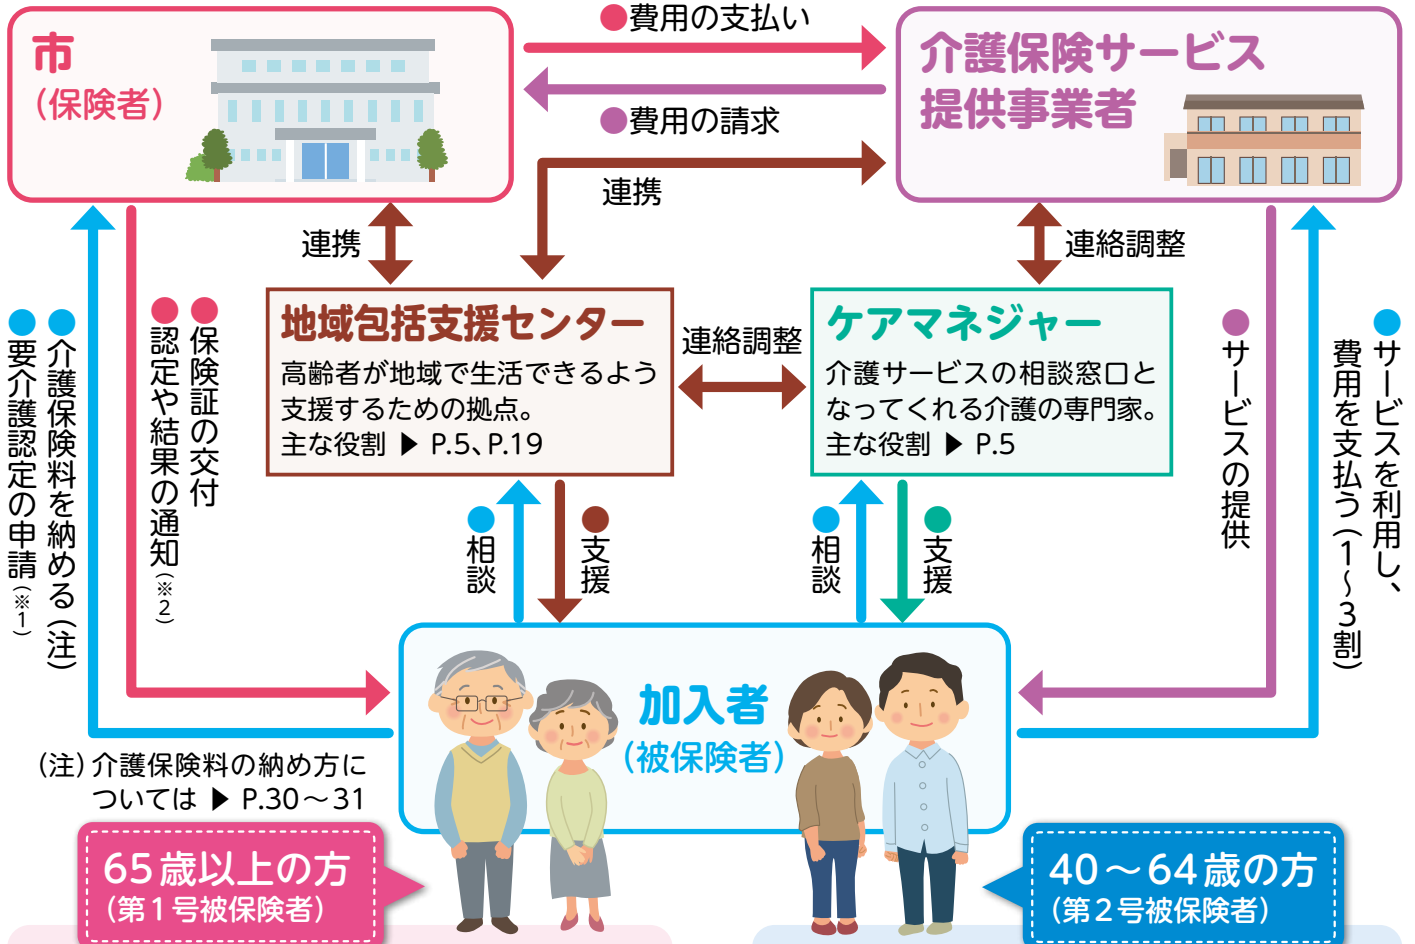 市
(保険者)
●費用の支払い
●費用の請求
介護保険サービス
提供事業者
連携
連携
連絡調整
地域包括支援センター
高齢者が地域で生活できるよう
支援するための拠点。
主な役割 ▶ P.5、P.19
連絡調整
ケアマネジャー
介護サービスの相談窓口と
なってくれる介護の専門家。
主な役割 ▶ P.5
●介護保険料を納める(注)
●要介護認定の申請(※1)
●保険証の交付
●認定や結果の通知(※2)
●相談
●支援
●相談
●支援
●サービスの提供
●サービスを利用し、
費用を支払う(1～3割)
加入者
(被保険者)
(注)介護保険料の納め方に
ついては ▶ P.30～31
65歳以上の方
(第1号被保険者)
40～64歳の方
(第2号被保険者)